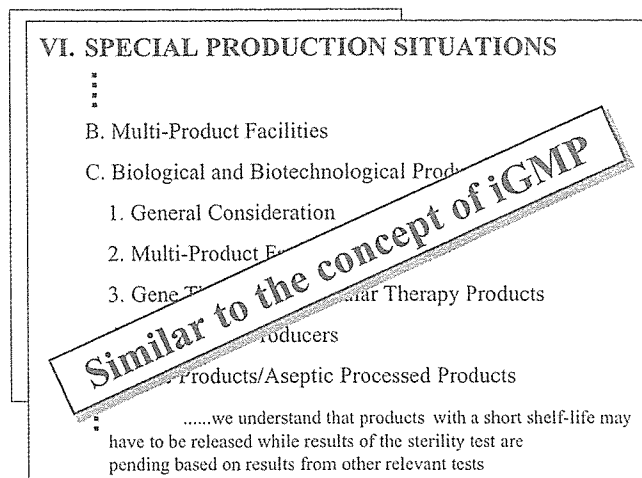 VI. SPECIAL PRODUCTION SITUATIONS
B. Multi-Product Facilities
C. Biological and Biotechnological
1. General Consideration
2. Multi-Product
3. Gene Therapy Products
Similar to the concept of iGMP
Products/Aseptic Processed Products
......we understand that products with a short shelf-life may
have to be released while results of the sterility test are
pending based on results from other relevant tests